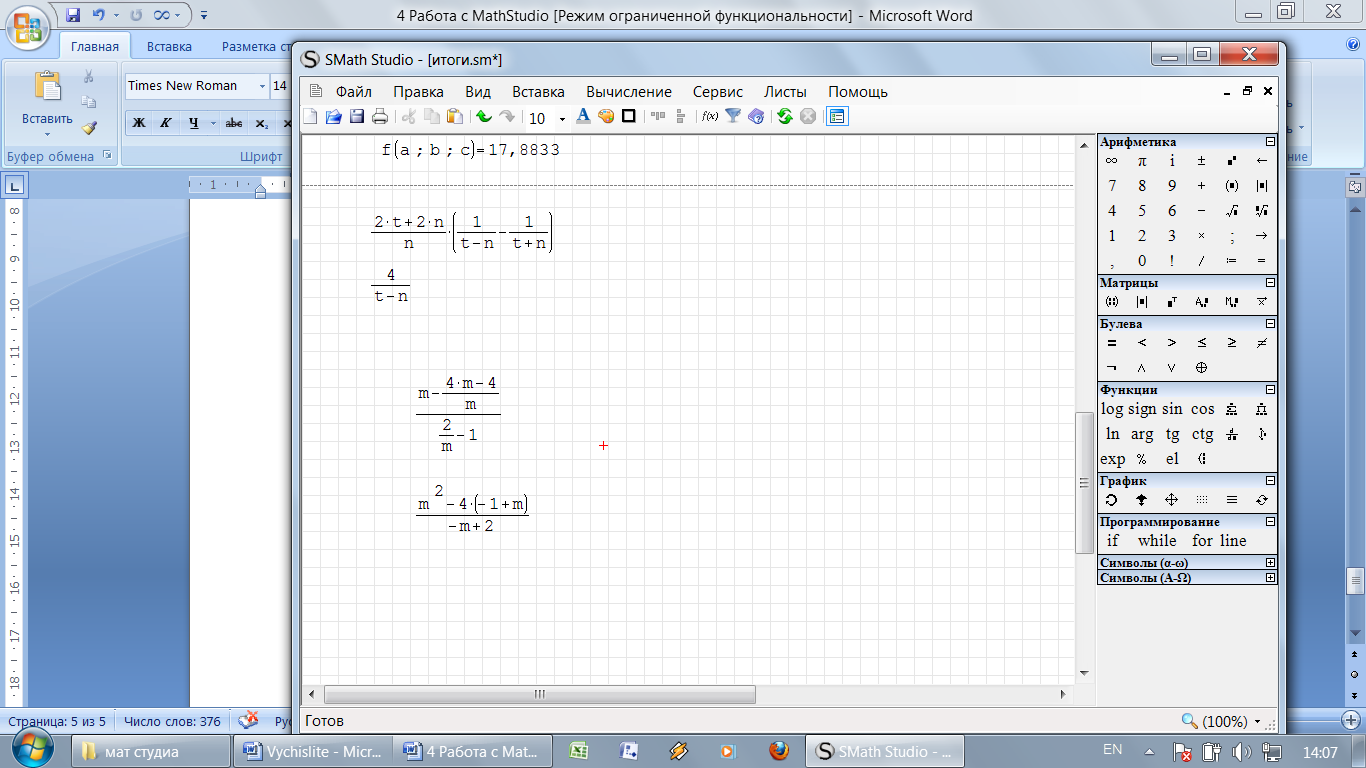 4 Работа с MathStudio [Режим ограниченной функциональности] - Microsoft Word
Главная Вставка Разметка ст
Times New Roman 14
Вставить
Ж К Ч abc x₂
Буфер обмена Шрифт
SMath Studio - [итоги.sm*]
Файл Правка Вид Вставка Вычисление Сервис Листы Помощь
10 A f(x)
f(a ; b ; c)=17,8833
(2·t+2·n)/n·(1/(t-n)-1/(t+n))
4/(t-n)
(m-(4·m-4)/m)/(2/m-1)
(m^2-4·(-1+m))/(-m+2)
Арифметика
∞ π i ± ←
7 8 9 + (▪) |▪|
4 5 6 − √ ∜
1 2 3 × ; →
, 0 ! / := =
Матрицы
Булева
= < > ≤ ≥ ≠
¬ ∧ ∨ ⊕
Функции
log sign sin cos
ln arg tg ctg
exp % el
График
Программирование
if while for line
Символы (α-ω)
Символы (Α-Ω)
Готов
(100%)
Страница: 5 из 5 Число слов: 376 Рус
мат студиа Vychislite - Micr... 4 Работа с Mat... SMath Studio - ... EN 14:07